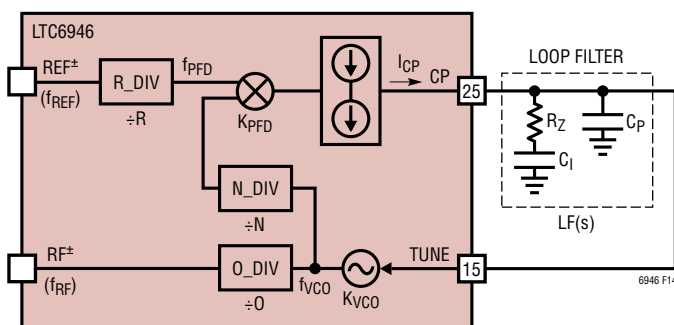 LTC6946
REF±
(fREF)
R_DIV
÷R
fPFD
KPFD
ICP
CP
25
LOOP FILTER
RZ
CI
CP
LF(s)
N_DIV
÷N
RF±
(fRF)
O_DIV
÷O
fVCO
KVCO
TUNE
15
6946 F14